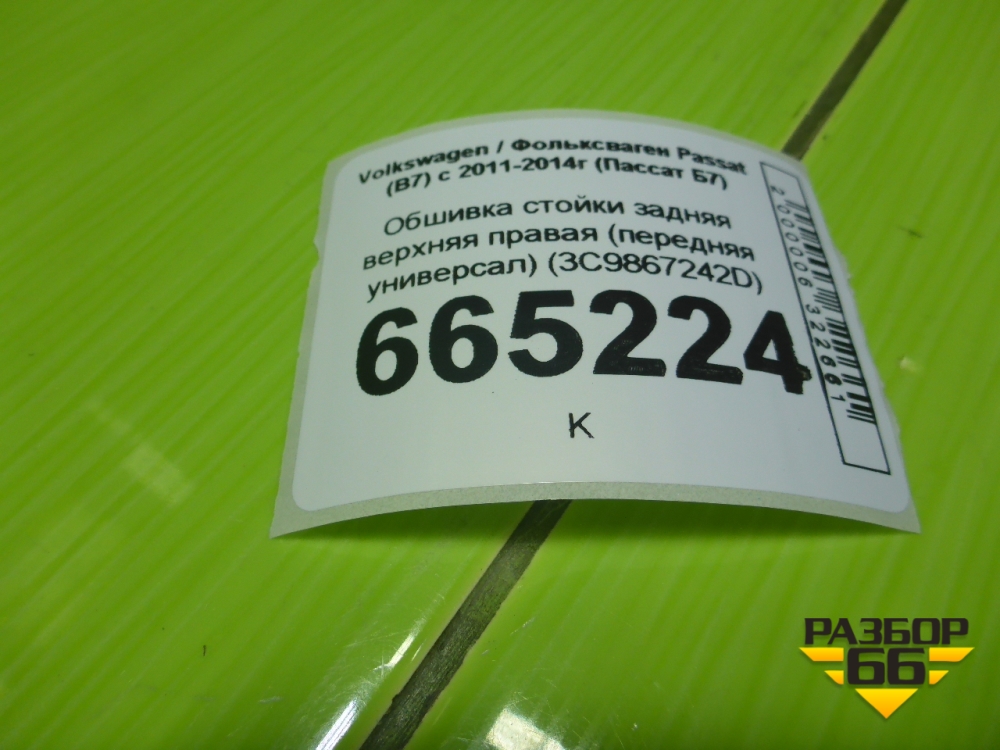 Volkswagen / Фольксваген Passat
(B7) с 2011-2014г (Пассат Б7)
Обшивка стойки задняя
верхняя правая (передняя
универсал) (3C9867242D)
665224
К
2000006322661
РАЗБОР
66